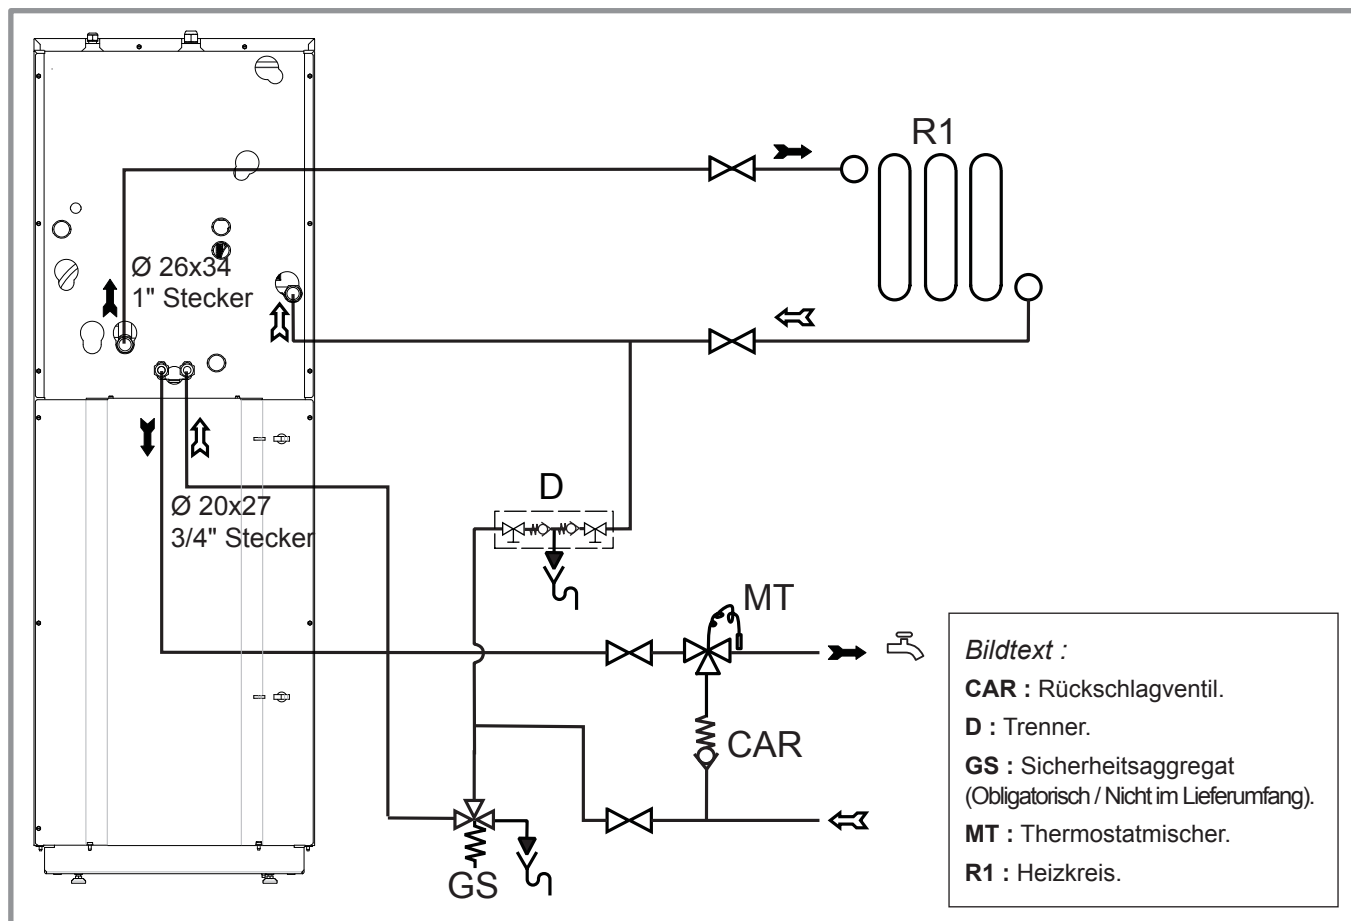 R1
Ø 26x34
1" Stecker
Ø 20x27
3/4" Stecker
D
MT
CAR
GS
Bildtext :
CAR : Rückschlagventil.
D : Trenner.
GS : Sicherheitsaggregat
(Obligatorisch / Nicht im Lieferumfang).
MT : Thermostatmischer.
R1 : Heizkreis.